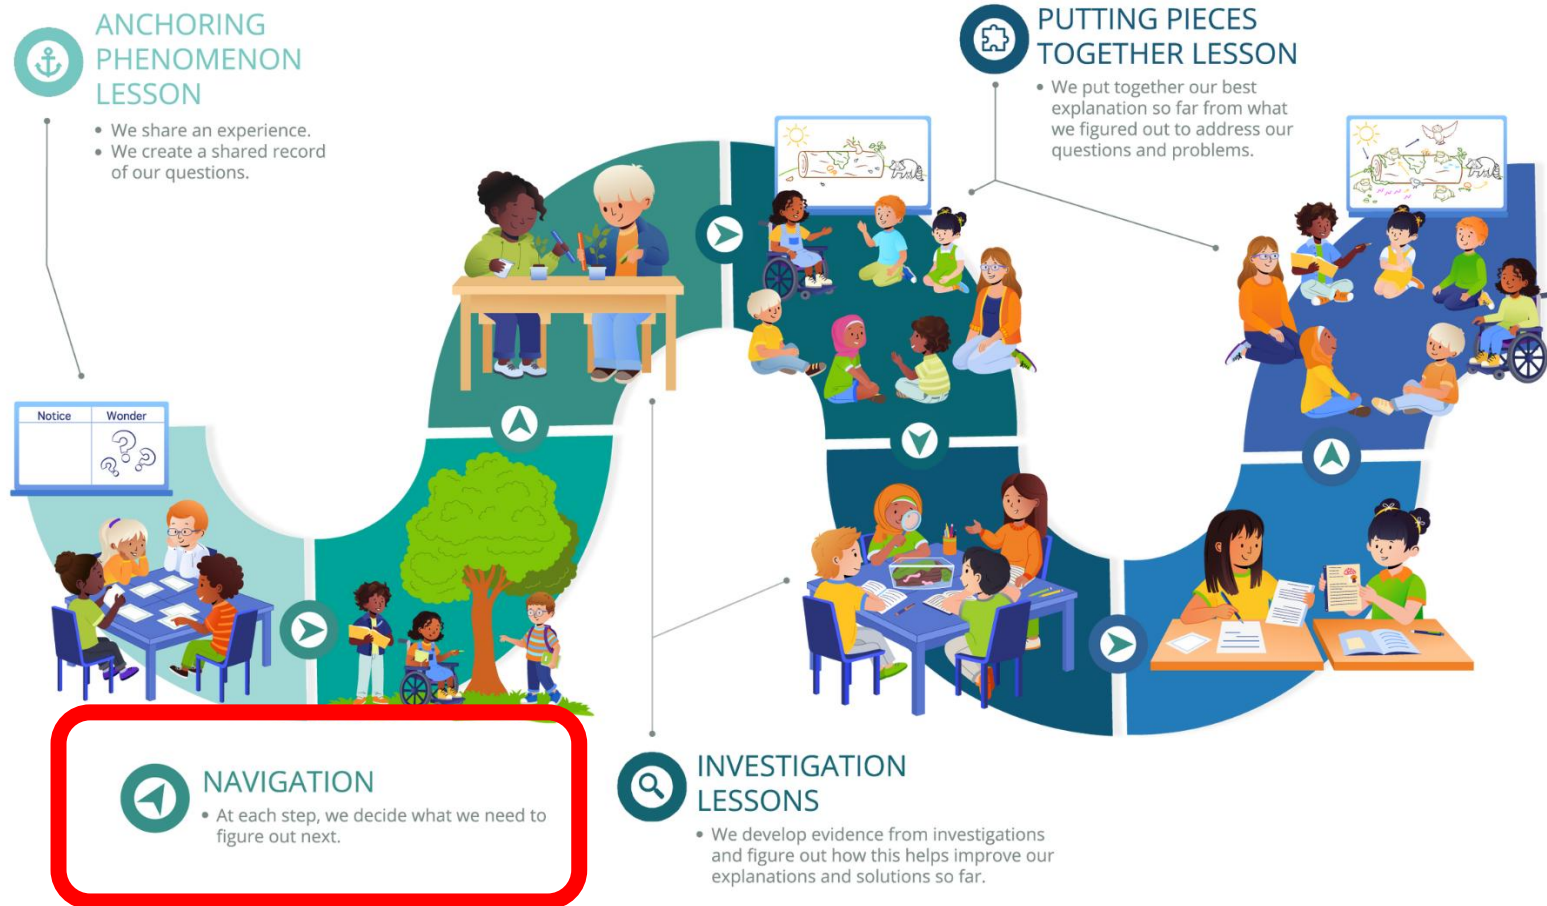 ANCHORING
PHENOMENON
LESSON
• We share an experience.
• We create a shared record
of our questions.
PUTTING PIECES
TOGETHER LESSON
• We put together our best
explanation so far from what
we figured out to address our
questions and problems.
Notice Wonder
? ? ?
NAVIGATION
• At each step, we decide what we need to
figure out next.
INVESTIGATION
LESSONS
• We develop evidence from investigations
and figure out how this helps improve our
explanations and solutions so far.